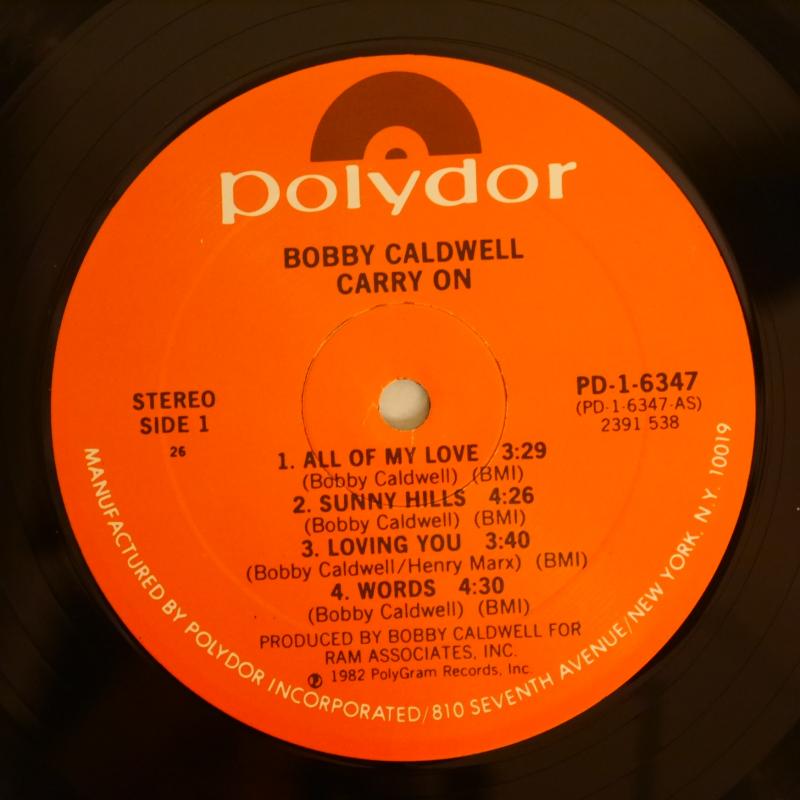 polydor
BOBBY CALDWELL
CARRY ON
STEREO
SIDE 1
26
PD-1-6347
(PD-1-6347-AS)
2391 538
1. ALL OF MY LOVE 3:29
(Bobby Caldwell) (BMI)
2. SUNNY HILLS 4:26
(Bobby Caldwell) (BMI)
3. LOVING YOU 3:40
(Bobby Caldwell/Henry Marx) (BMI)
4. WORDS 4:30
(Bobby Caldwell) (BMI)
PRODUCED BY BOBBY CALDWELL FOR
RAM ASSOCIATES, INC.
℗ 1982 PolyGram Records, Inc
MANUFACTURED BY POLYDOR INCORPORATED/810 SEVENTH AVENUE/NEW YORK, N.Y. 10019